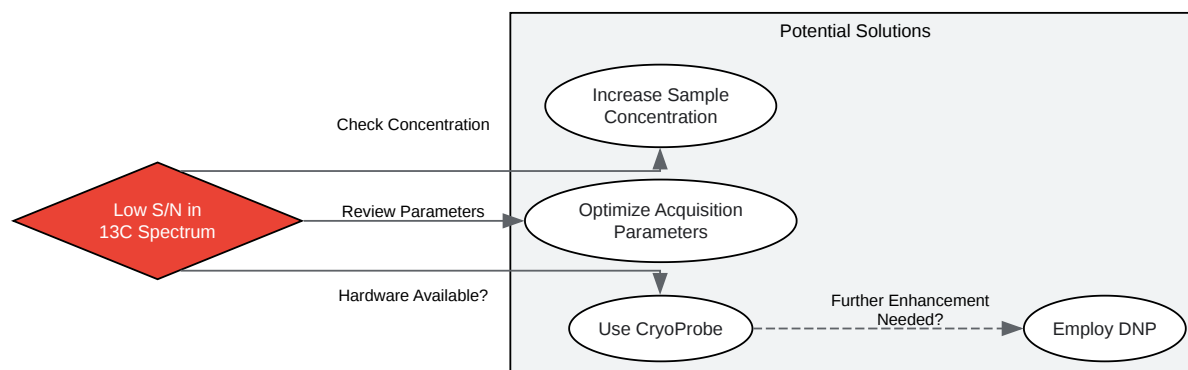 Potential Solutions
Increase Sample
Concentration
Check Concentration
Low S/N in
13C Spectrum
Review Parameters
Optimize Acquisition
Parameters
Hardware Available?
Use CryoProbe
Further Enhancement
Needed?
Employ DNP